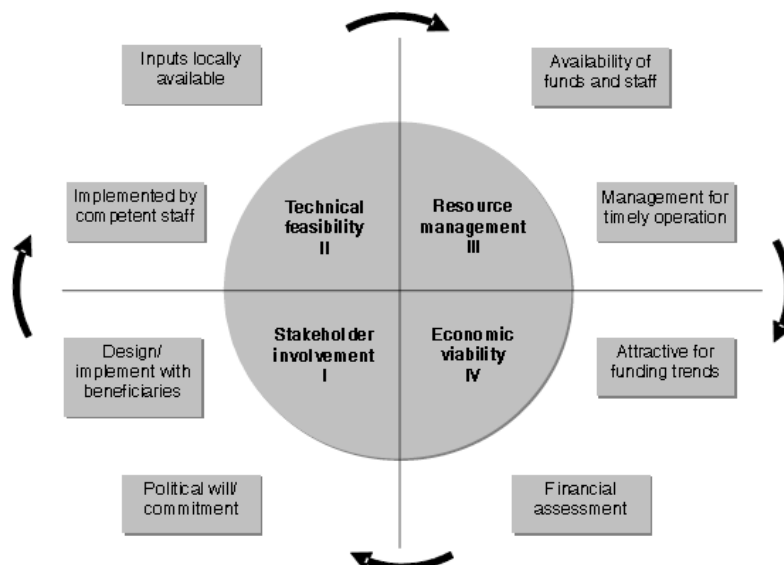 Inputs locally
available
Availability of
funds and staff
Implemented by
competent staff
Technical
feasibility
II
Resource
management
III
Management for
timely operation
Design/
implement with
beneficiaries
Stakeholder
involvement
I
Economic
viability
IV
Attractive for
funding trends
Political will/
commitment
Financial
assessment